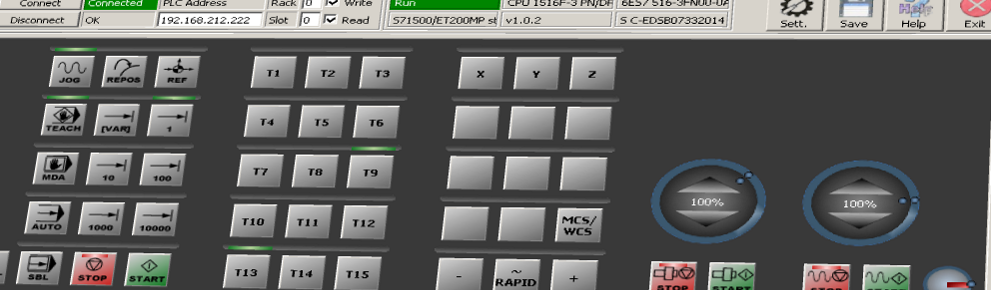 Connect Connected PLC Address Rack 0 Write Run CPU 1516F-3 PN/DP 6ES7 516-3FN00-0A
Disconnect OK 192.168.212.222 Slot 0 Read S71500/ET200MP st v1.0.2 S C-EDSB07332014 Sett. Save Help Exit
JOG REPOS REF T1 T2 T3 X Y Z
TEACH [VAR] 1 T4 T5 T6
MDA 10 100 T7 T8 T9
AUTO 1000 10000 T10 T11 T12 MCS/
WCS
100% 100%
SBL STOP START T13 T14 T15 - ~ RAPID +
STOP START